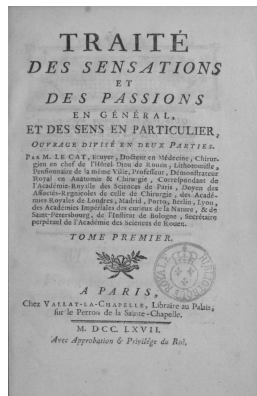 TRAITÉ
DES SENSATIONS
ET
DES PASSIONS
EN GÉNÉRAL,
ET DES SENS EN PARTICULIER,
OUVRAGE DIVISÉ EN DEUX PARTIES.
PAR M. LE CAT, Ecuyer, Docteur en Médecine, Chirur-
gien en chef de l'Hôtel Dieu de Rouen, Lithotomiste,
Pensionnaire de la même Ville, Professeur, Démonstrateur
Royal en Anatomie & Chirurgie, Correspondant de
l'Académie-Royale des Sciences de Paris, Doyen des
Associés-Regnicoles de celle de Chirurgie, des Acadé-
mies Royales de Londres, Madrid, Porto, Berlin, Lyon,
des Académies Impériales des curieux de la Nature, & de
Saint-Petersbourg, de l'Institut de Bologne, Secrétaire
perpétuel de l'Académie des Sciences de Rouen.
TOME PREMIER.
A PARIS,
Chez VALLAT-LA-CHAPELLE, Libraire au Palais,
sur le Perron de la Sainte-Chapelle.
M. DCC. LXVII.
Avec Approbation & Privilége du Roi.